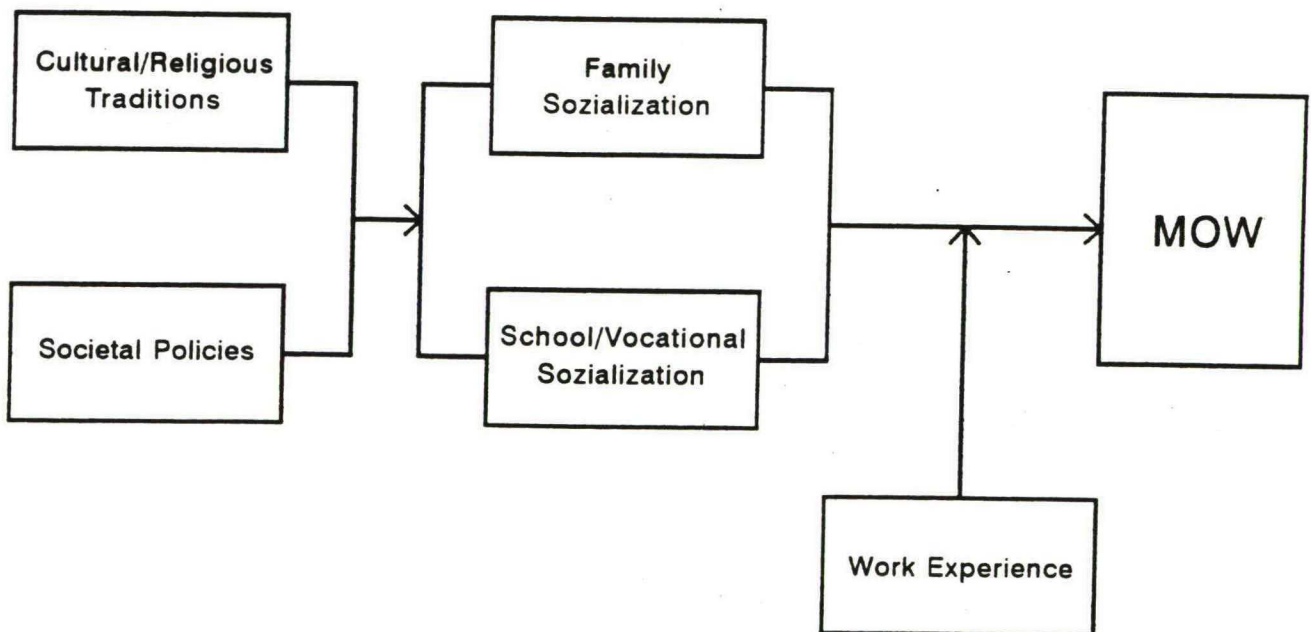 Cultural/Religious
Traditions
Family
Sozialization
MOW
Societal Policies
School/Vocational
Sozialization
Work Experience